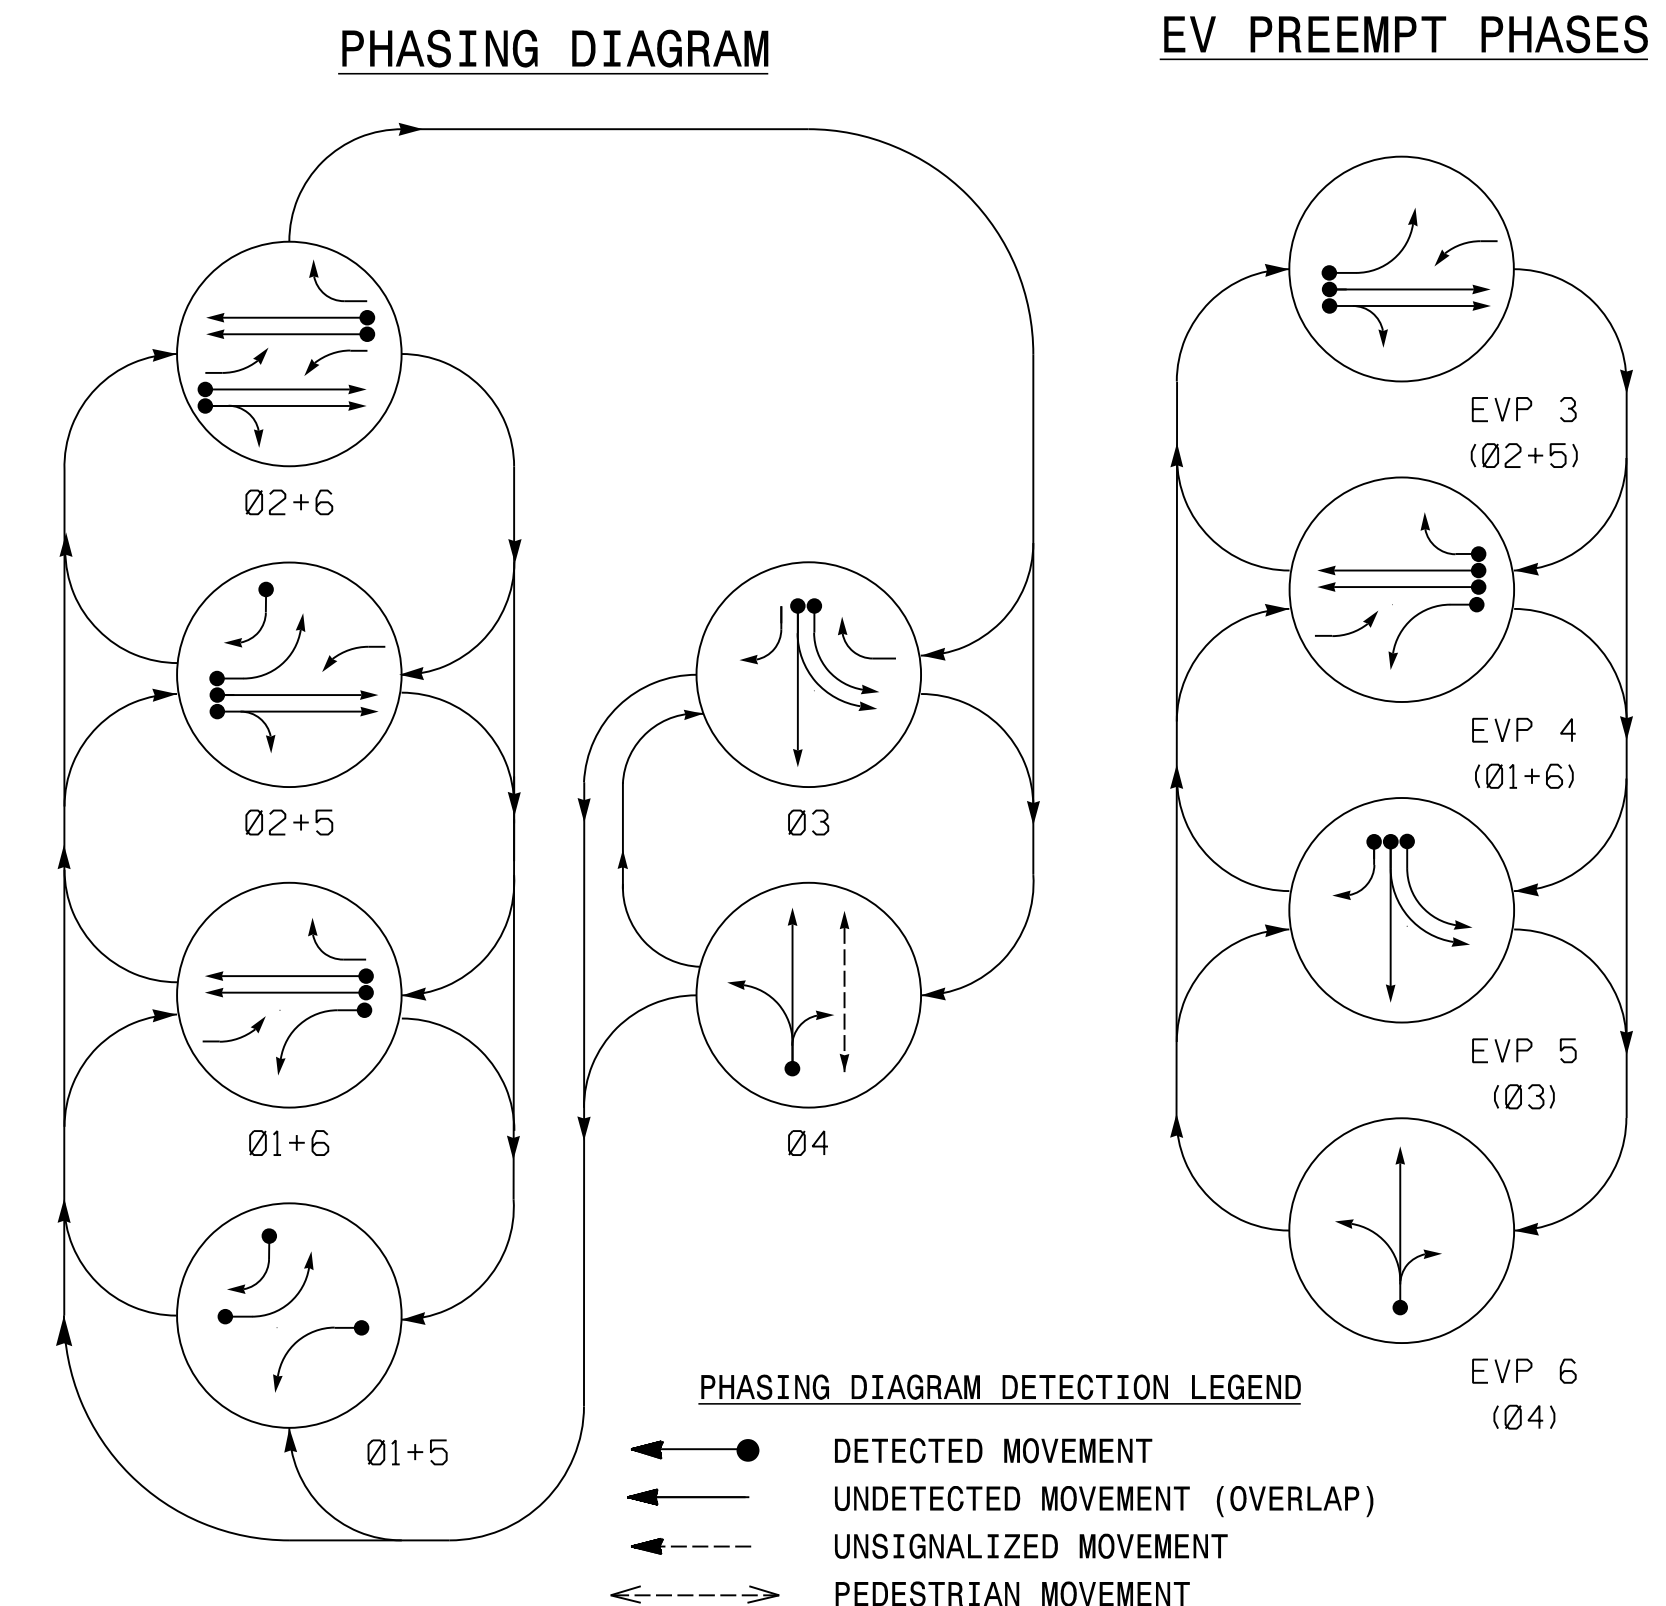 PHASING DIAGRAM
EV PREEMPT PHASES
Ø2+6
Ø2+5
Ø1+6
Ø1+5
Ø3
Ø4
EVP 3
(Ø2+5)
EVP 4
(Ø1+6)
EVP 5
(Ø3)
EVP 6
(Ø4)
PHASING DIAGRAM DETECTION LEGEND
DETECTED MOVEMENT
UNDETECTED MOVEMENT (OVERLAP)
UNSIGNALIZED MOVEMENT
PEDESTRIAN MOVEMENT